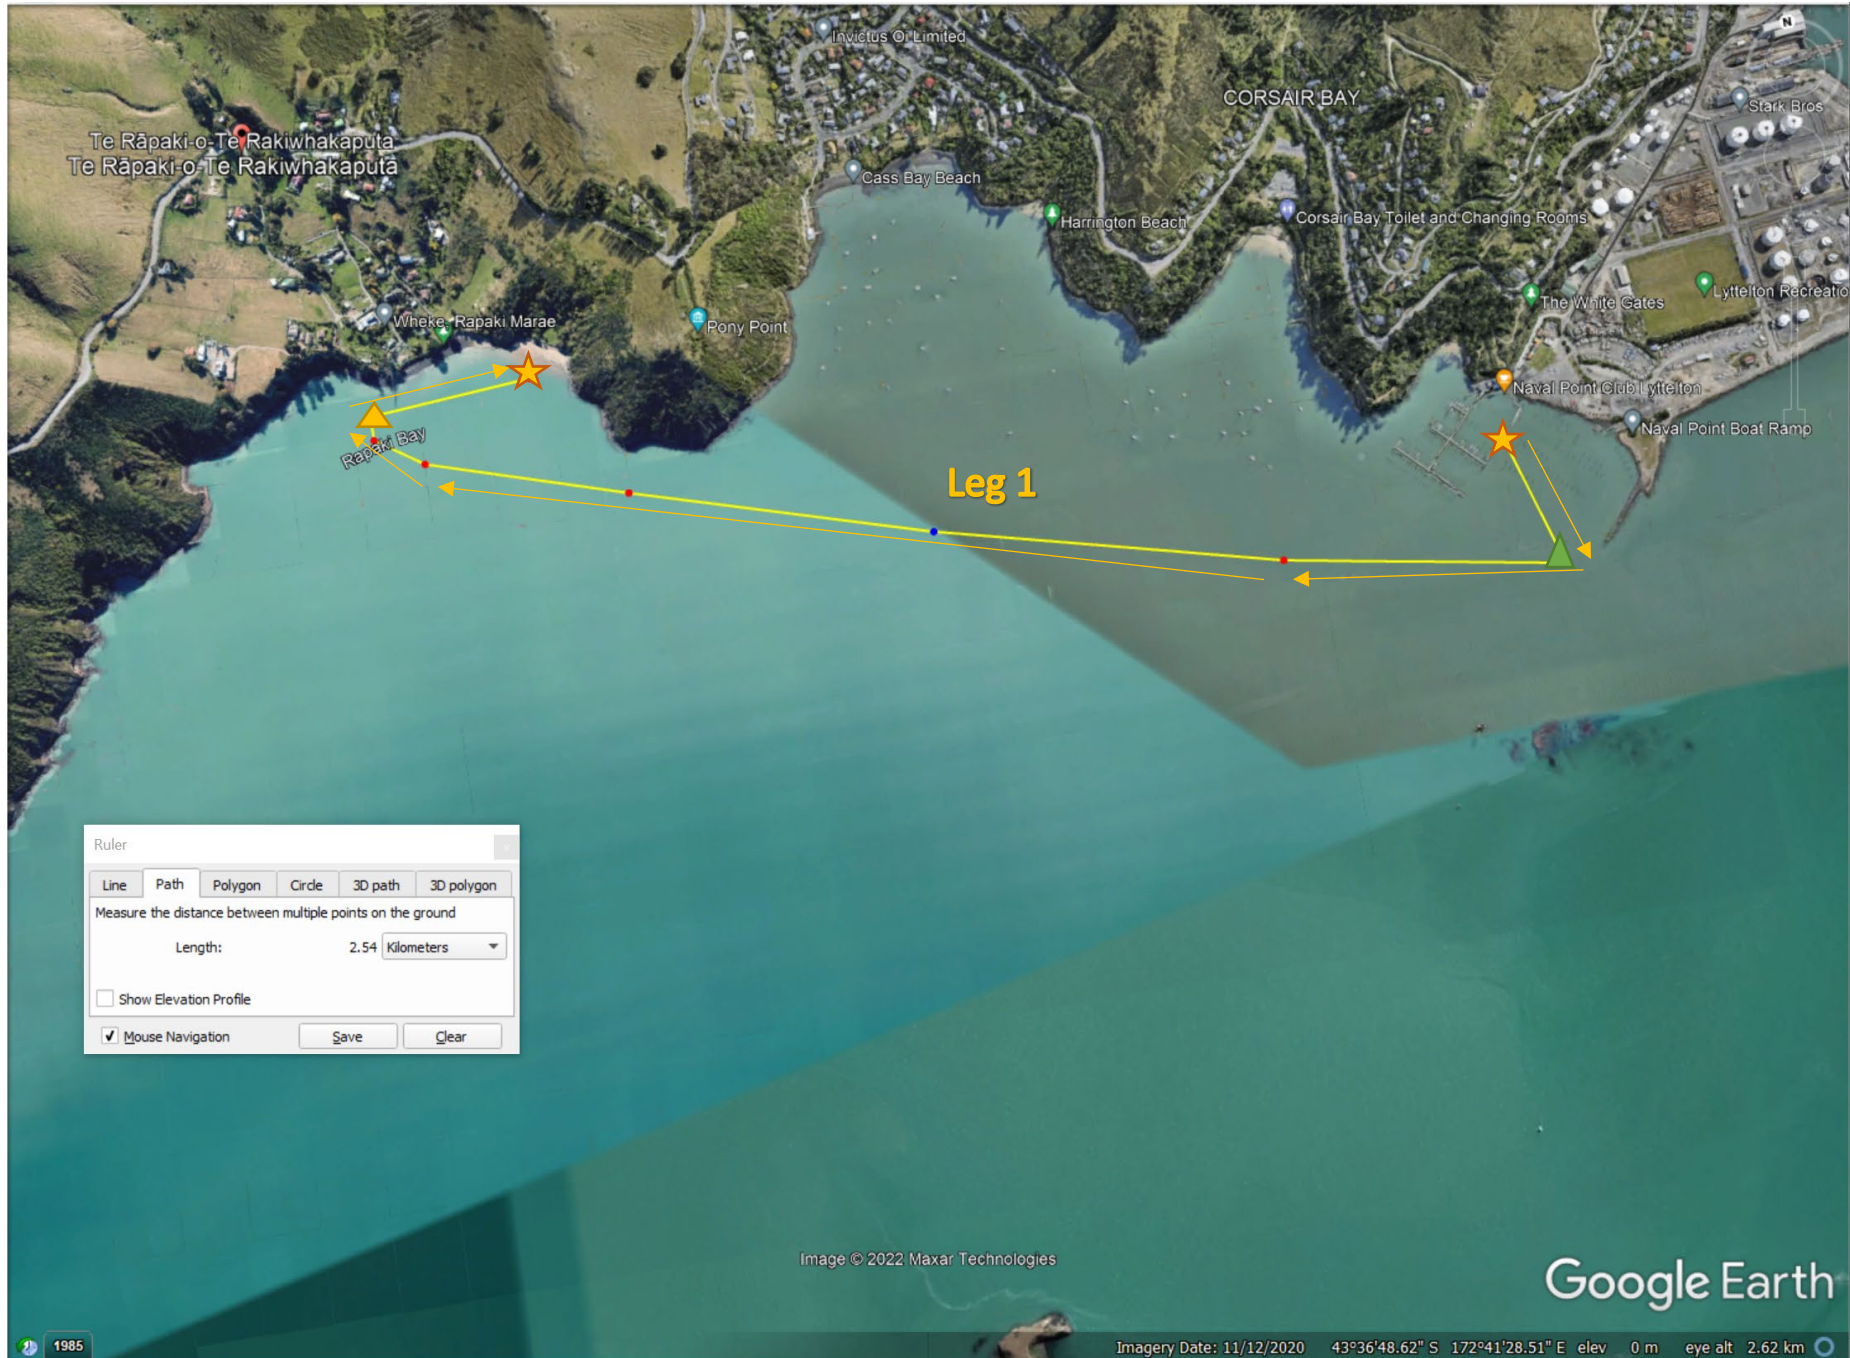 Invictus Oi Limited
N
CORSAIR BAY
Stark Bros
Te Rāpaki-o-Te Rakiwhakaputa
Te Rāpaki-o-Te Rakiwhakaputa
Cass Bay Beach
Harrington Beach
Corsair Bay Toilet and Changing Rooms
Lyttelton Recreatio
The White Gates
Wheke, Rapaki Marae
Pony Point
Naval Point Club Lyttelton
Naval Point Boat Ramp
Rapaki Bay
Leg 1
Ruler
Line Path Polygon Circle 3D path 3D polygon
Measure the distance between multiple points on the ground
Length: 2.54 Kilometers
Show Elevation Profile
Mouse Navigation Save Clear
Image © 2022 Maxar Technologies
Google Earth
1985
Imagery Date: 11/12/2020 43°36'48.62" S 172°41'28.51" E elev 0 m eye alt 2.62 km